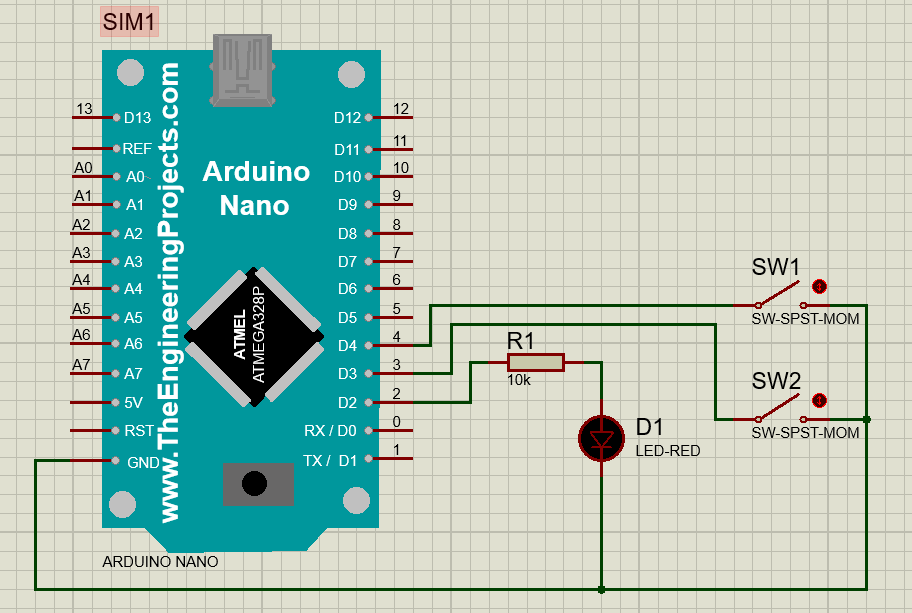 SIM1
www.TheEngineeringProjects.com
Arduino
Nano
ATMEL
ATMEGA328P
13 D13
REF
A0 A0
A1 A1
A2 A2
A3 A3
A4 A4
A5 A5
A6 A6
A7 A7
5V
RST
GND
D12 12
D11 11
D10 10
D9 9
D8 8
D7 7
D6 6
D5 5
D4 4
D3 3
D2 2
RX / D0 0
TX / D1 1
ARDUINO NANO
R1
10k
D1
LED-RED
SW1
SW-SPST-MOM
SW2
SW-SPST-MOM